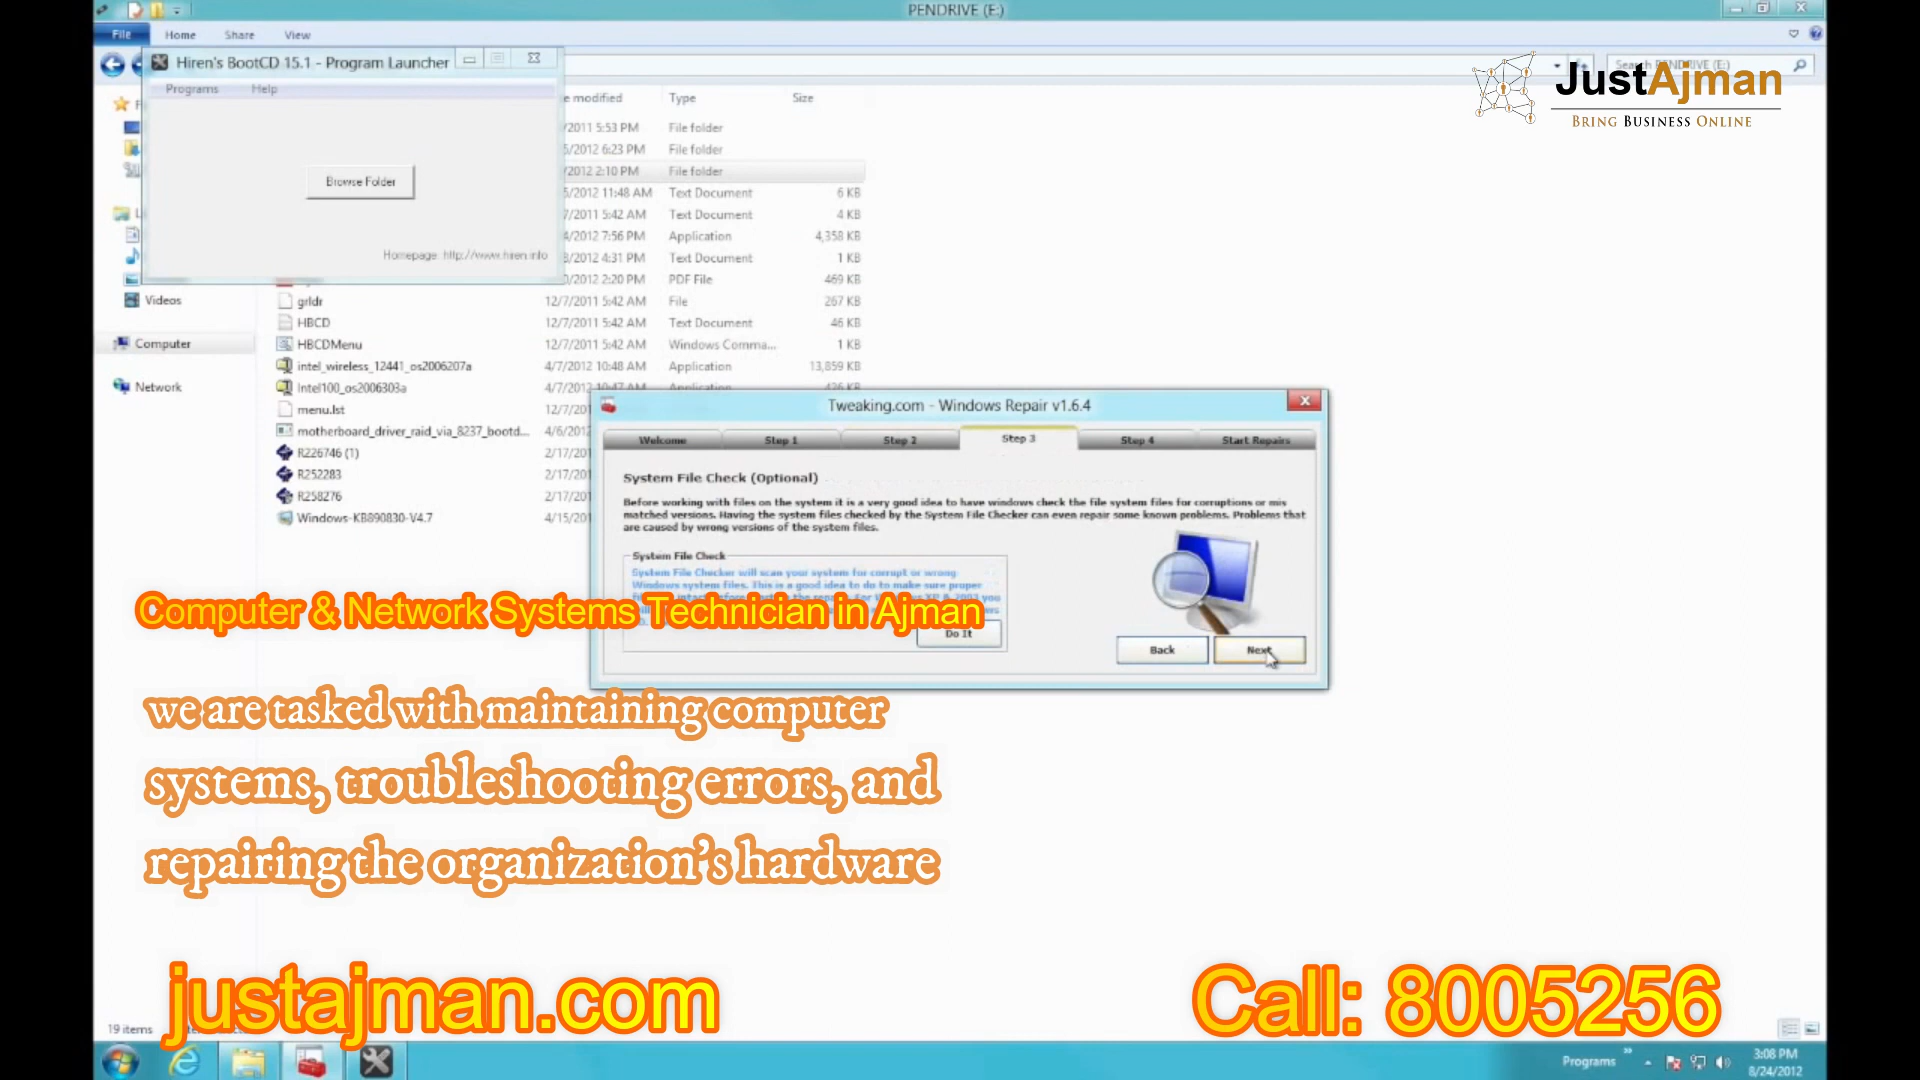 PENDRIVE (E:)
File Home Share View
Hiren's BootCD 15.1 - Program Launcher
Programs Help
Search PENDRIVE (E:)
JustAjman
BRING BUSINESS ONLINE
e modified Type Size
/2011 5:53 PM File folder
5/2012 6:23 PM File folder
/2012 2:10 PM File folder
Browse Folder
5/2012 11:48 AM Text Document 6 KB
7/2011 5:42 AM Text Document 4 KB
4/2012 7:56 PM Application 4,358 KB
Homepage: http://www.hiren.info
8/2012 4:31 PM Text Document 1 KB
0/2012 2:20 PM PDF File 469 KB
Videos
grldr 12/7/2011 5:42 AM File 267 KB
HBCD 12/7/2011 5:42 AM Text Document 46 KB
Computer
HBCDMenu 12/7/2011 5:42 AM Windows Comma... 1 KB
intel_wireless_12441_os2006207a 4/7/2012 10:48 AM Application 13,859 KB
Network
Intel100_os2006303a 4/7/2012 10:47 AM Application 426 KB
menu.lst 12/7/20
motherboard_driver_raid_via_8237_bootd... 4/6/2012
R226746 (1) 2/17/20
R252283 2/17/20
R258276 2/17/20
Windows-KB890830-V4.7 4/15/20
Tweaking.com - Windows Repair v1.6.4
Welcome Step 1 Step 2 Step 3 Step 4 Start Repairs
System File Check (Optional)
Before working with files on the system it is a very good idea to have windows check the file system files for corruptions or mis
matched versions. Having the system files checked by the System File Checker can even repair some known problems. Problems that
are caused by wrong versions of the system files.
System File Check
System File Checker will scan your system for corrupt or wrong
Windows system files. This is a good idea to do to make sure proper
Do It
Back Next
Computer & Network Systems Technician in Ajman
we are tasked with maintaining computer
systems, troubleshooting errors, and
repairing the organization's hardware
justajman.com
Call: 8005256
19 items
Programs
3:08 PM
8/24/2012